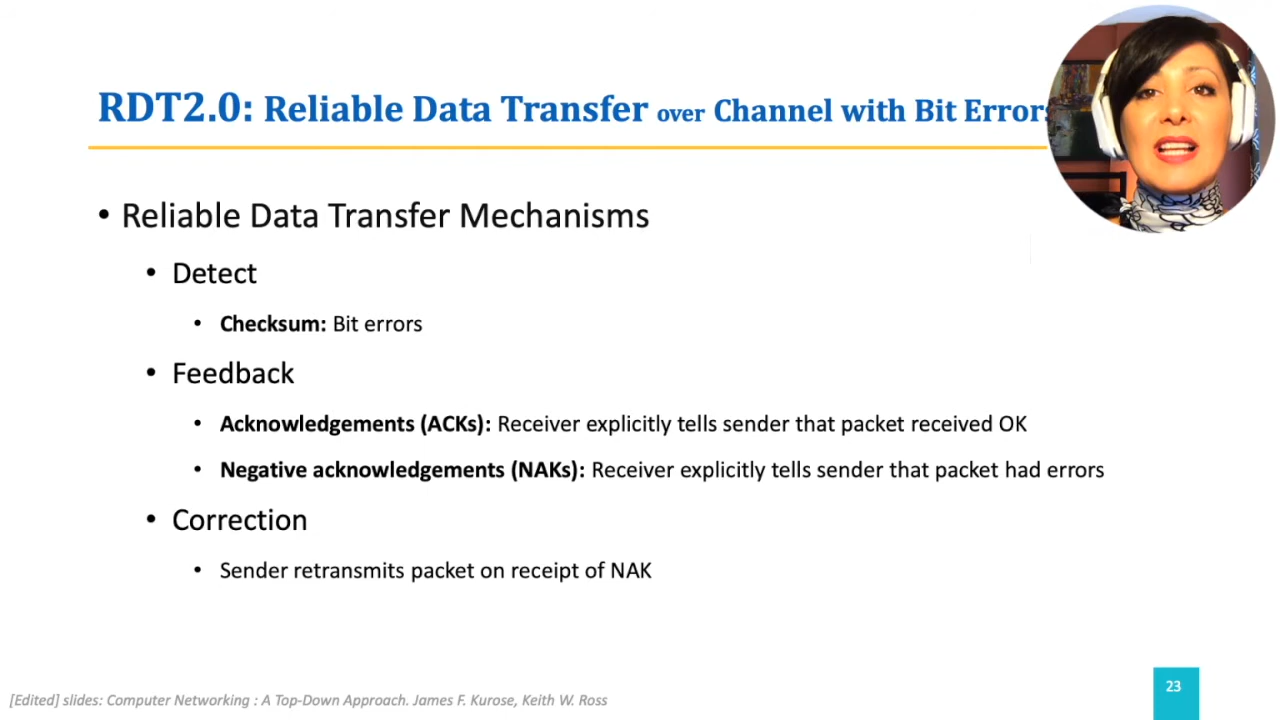 RDT2.0: Reliable Data Transfer over Channel with Bit Errors
• Reliable Data Transfer Mechanisms
• Detect
• Checksum: Bit errors
• Feedback
• Acknowledgements (ACKs): Receiver explicitly tells sender that packet received OK
• Negative acknowledgements (NAKs): Receiver explicitly tells sender that packet had errors
• Correction
• Sender retransmits packet on receipt of NAK
[Edited] slides: Computer Networking : A Top-Down Approach. James F. Kurose, Keith W. Ross
23